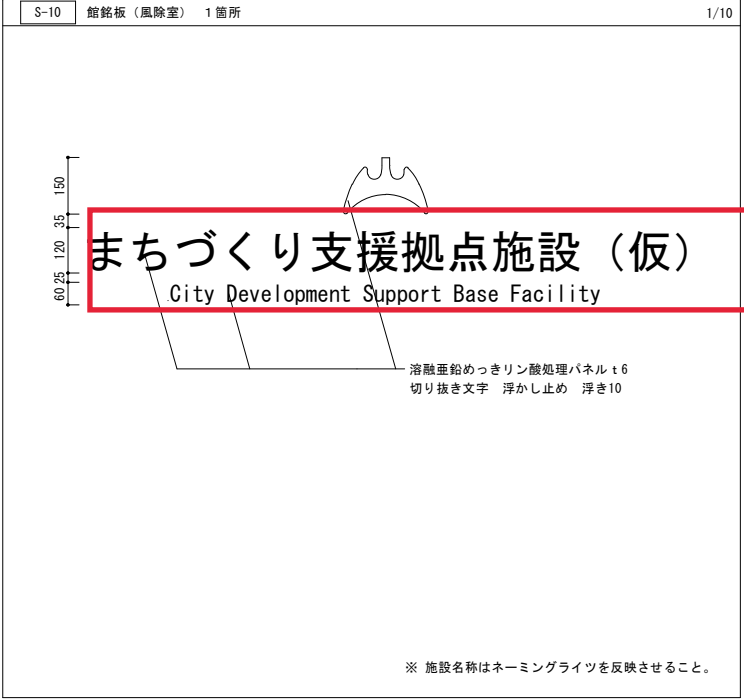 S-10 館銘板（風除室） 1箇所 1/10
150
35
120
25
60
まちづくり支援拠点施設（仮）
City Development Support Base Facility
溶融亜鉛めっきリン酸処理パネルｔ6
切り抜き文字 浮かし止め 浮き10
※ 施設名称はネーミングライツを反映させること。